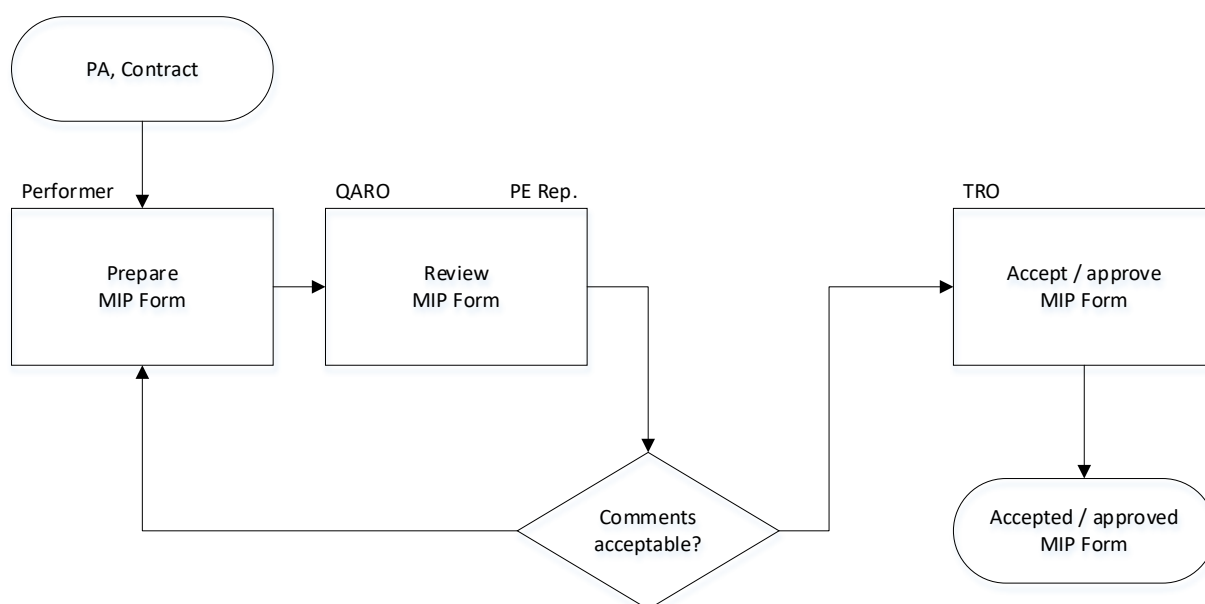 PA, Contract
Performer
QARO
PE Rep.
TRO
Prepare
MIP Form
Review
MIP Form
Accept / approve
MIP Form
Comments
acceptable?
Accepted / approved
MIP Form